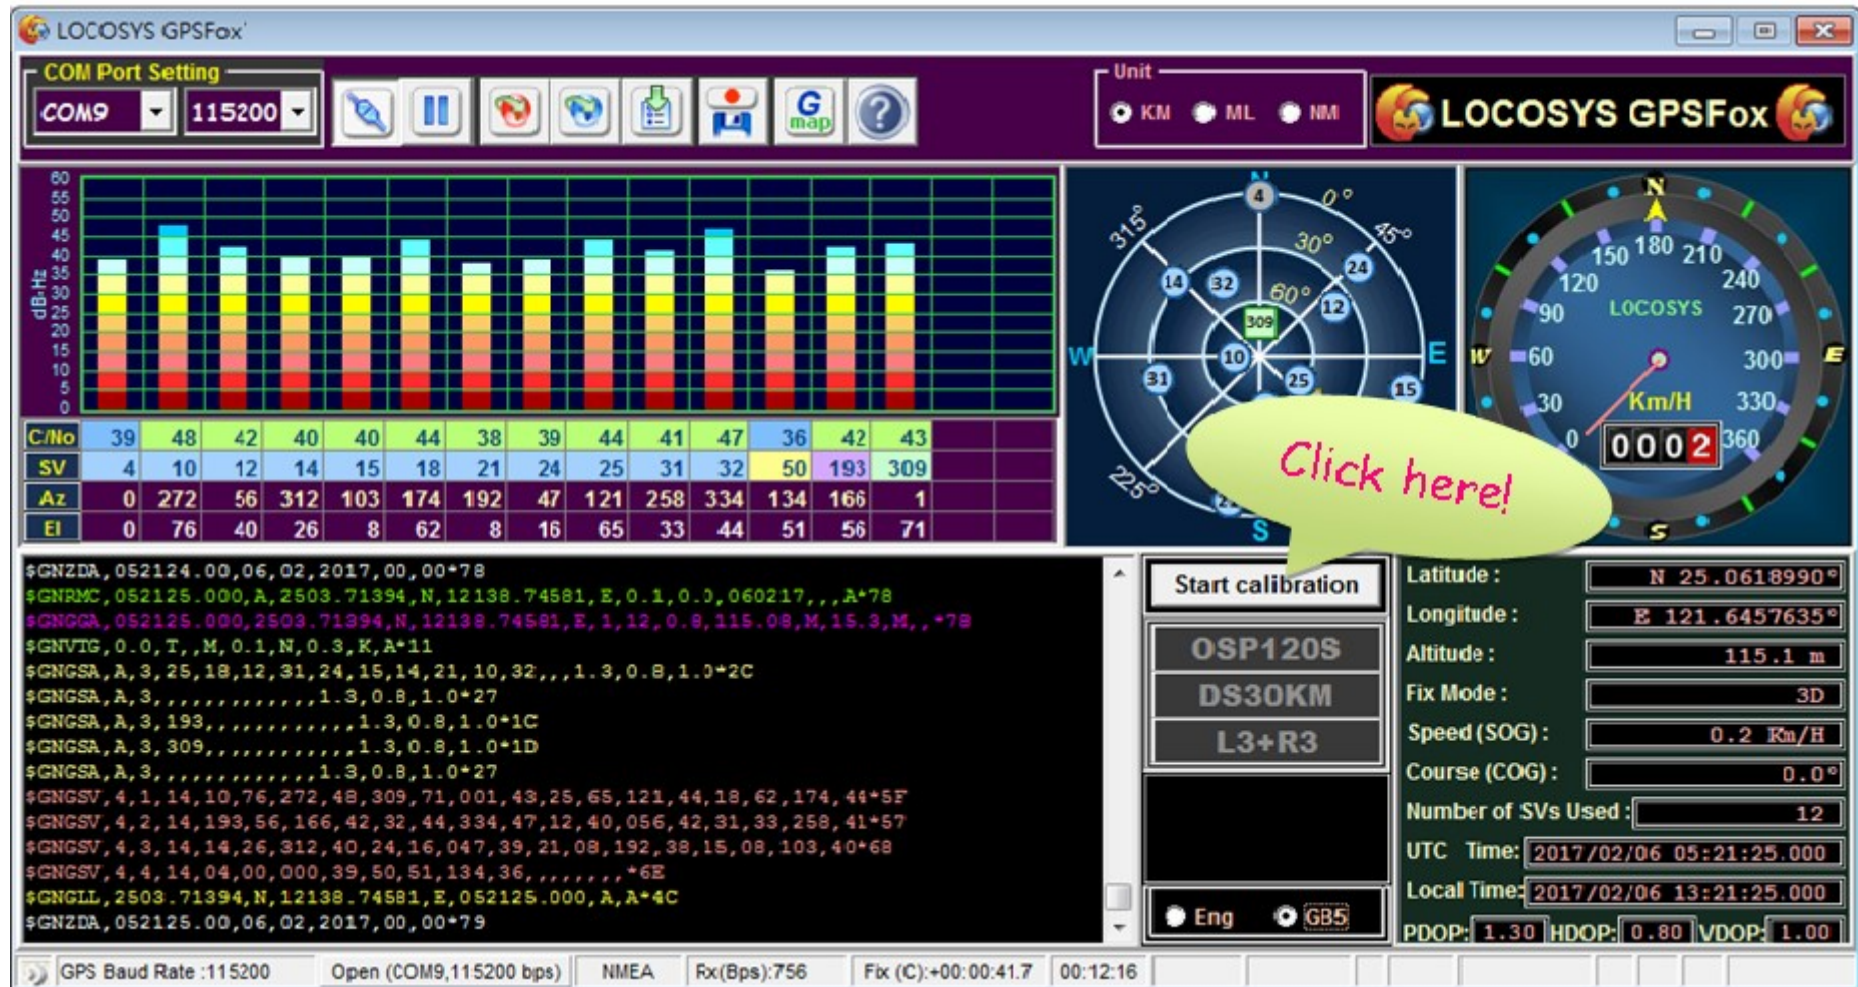 LOCOSYS GPSFox
COM Port Setting
COM9 115200
G map
?
Unit
KM ML NMI
LOCOSYS GPSFox
60
55
50
45
40
35
30
25
20
15
10
5
0
dB-Hz
C/No 39 48 42 40 40 44 38 39 44 41 47 36 42 43
SV 4 10 12 14 15 18 21 24 25 31 32 50 193 309
Az 0 272 56 312 103 174 192 47 121 258 334 134 166 1
El 0 76 40 26 8 62 8 16 65 33 44 51 56 71
N
4
0°
315°
45°
30°
24
14
32
60°
12
309
W
10
E
31
25
15
225°
S
N
150 180 210
120 240
90 LOCOSYS 270
W 60 300 E
30 Km/H 330
0 0002 360
S
Click here!
$GNZDA,052124.00,06,02,2017,00,00*78
$GNRMC,052125.000,A,2503.71394,N,12138.74581,E,0.1,0.0,060217,,,A*78
$GNGGA,052125.000,2503.71394,N,12138.74581,E,1,12,0.8,115.08,M,15.3,M,,*7B
$GNVTG,0.0,T,,M,0.1,N,0.3,K,A*11
$GNGSA,A,3,25,18,12,31,24,15,14,21,10,32,,,1.3,0.8,1.0*2C
$GNGSA,A,3,,,,,,,,,,,,,1.3,0.8,1.0*27
$GNGSA,A,3,193,,,,,,,,,,,,1.3,0.8,1.0*1C
$GNGSA,A,3,309,,,,,,,,,,,,1.3,0.8,1.0*1D
$GNGSA,A,3,,,,,,,,,,,,,1.3,0.8,1.0*27
$GNGSV,4,1,14,10,76,272,48,309,71,001,43,25,65,121,44,18,62,174,44*5F
$GNGSV,4,2,14,193,56,166,42,32,44,334,47,12,40,056,42,31,33,258,41*57
$GNGSV,4,3,14,14,26,312,40,24,16,047,39,21,08,192,38,15,08,103,40*68
$GNGSV,4,4,14,04,00,000,39,50,51,134,36,,,,,,,,*6E
$GNGLL,2503.71394,N,12138.74581,E,052125.000,A,A*4C
$GNZDA,052125.00,06,02,2017,00,00*79
Start calibration
OSP120S
DS30KM
L3+R3
Eng GB5
Latitude : N 25.0618990°
Longitude : E 121.6457635°
Altitude : 115.1 m
Fix Mode : 3D
Speed (SOG) : 0.2 Km/H
Course (COG) : 0.0°
Number of SVs Used : 12
UTC Time: 2017/02/06 05:21:25.000
Local Time: 2017/02/06 13:21:25.000
PDOP: 1.30 HDOP: 0.80 VDOP: 1.00
GPS Baud Rate :115200 Open (COM9,115200 bps) NMEA Rx(Bps):756 Fix (C):+00:00:41.7 00:12:16